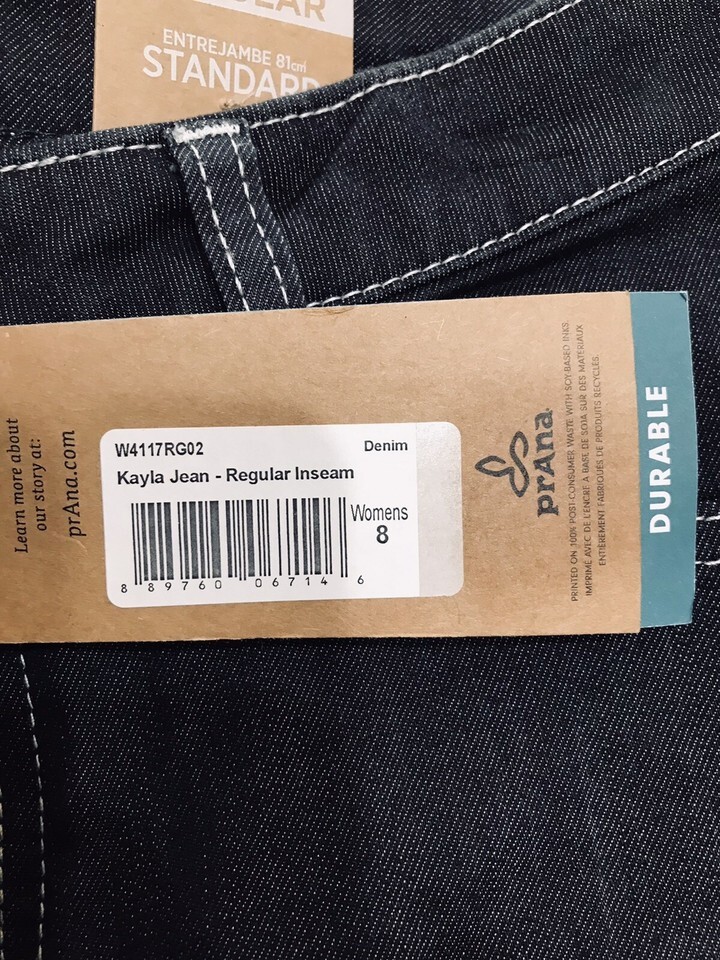 ENTREJAMBE 81cm
STANDARD
W4117RG02
Denim
Kayla Jean - Regular Inseam
Womens
8
8 89760 06714 6
Learn more about
our story at:
prAna.com
prAna
PRINTED ON 100% POST-CONSUMER WASTE WITH SOY-BASED INKS.
IMPRIMÉ AVEC DE L'ENCRE À BASE DE SOJA SUR DES MATERIAUX
ENTIÈREMENT FABRIQUÉS DE PRODUITS RECYCLÉS.
DURABLE